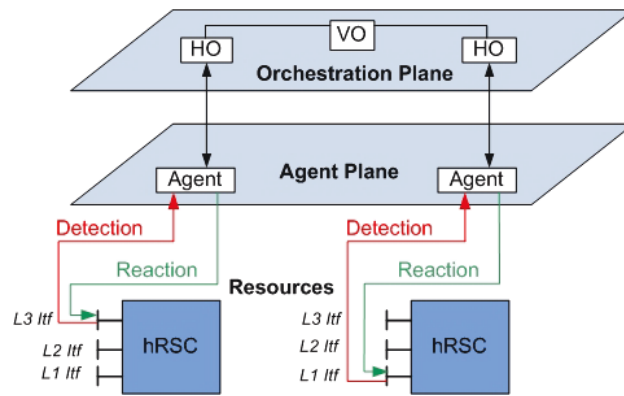 VO
HO
HO
Orchestration Plane
Agent
Agent Plane
Agent
Detection
Detection
Reaction
Reaction
Resources
L3 Itf
L2 Itf
L1 Itf
hRSC
L3 Itf
L2 Itf
L1 Itf
hRSC